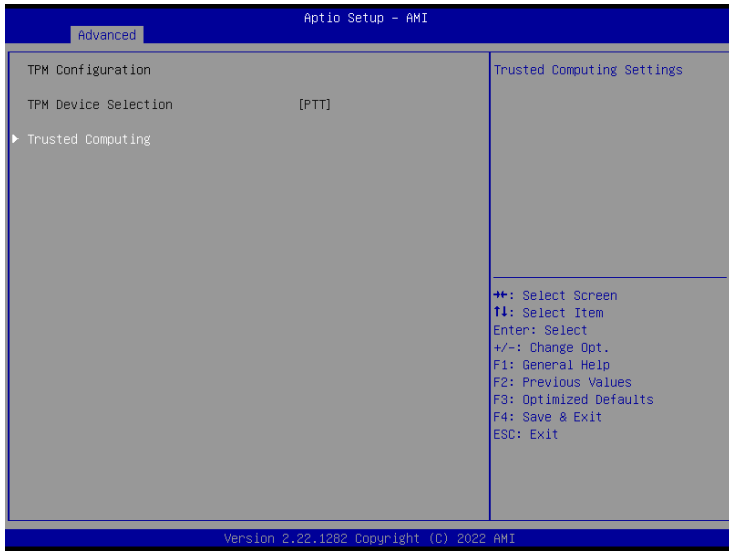 Aptio Setup – AMI
Advanced
TPM Configuration
TPM Device Selection [PTT]
Trusted Computing
Trusted Computing Settings
→←: Select Screen
↑↓: Select Item
Enter: Select
+/-: Change Opt.
F1: General Help
F2: Previous Values
F3: Optimized Defaults
F4: Save & Exit
ESC: Exit
Version 2.22.1282 Copyright (C) 2022 AMI